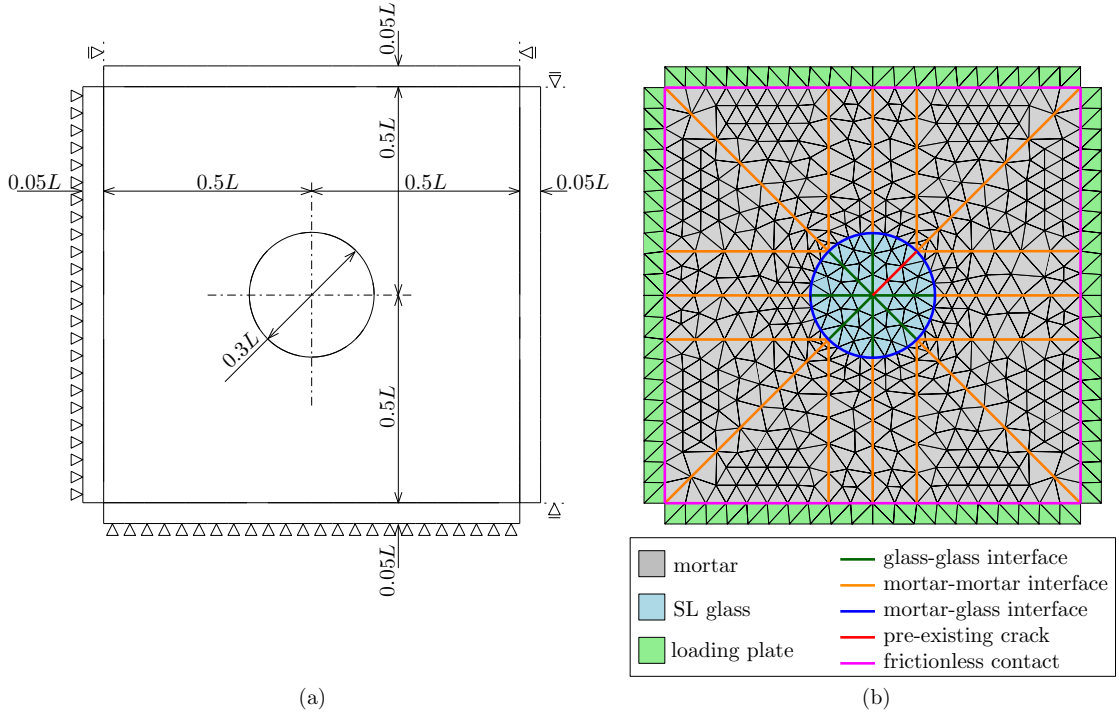 0.05L
0.5L
0.05L
0.5L
0.5L
0.05L
0.3L
0.5L
0.05L
mortar
SL glass
loading plate
glass-glass interface
mortar-mortar interface
mortar-glass interface
pre-existing crack
frictionless contact
(a)
(b)